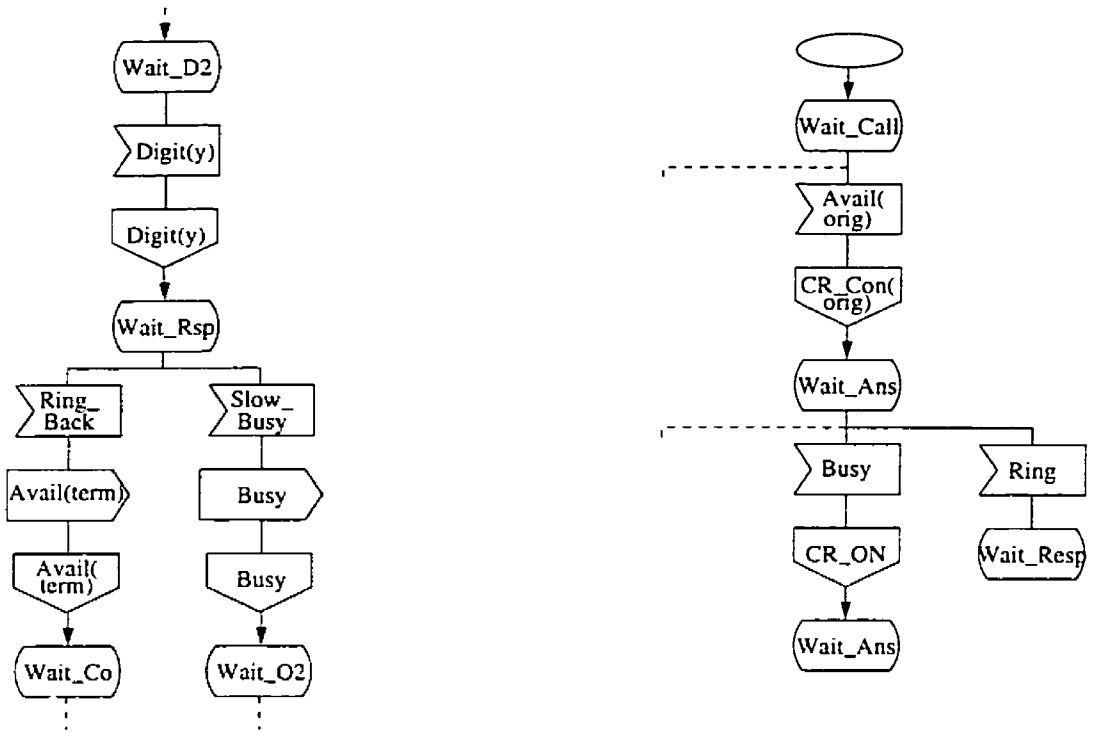 Wait_D2
Digit(y)
Digit(y)
Wait_Rsp
Ring_
Back
Slow_
Busy
Avail(term)
Busy
Avail(
term)
Busy
Wait_Co
Wait_O2
Wait_Call
Avail(
orig)
CR_Con(
orig)
Wait_Ans
Busy
Ring
CR_ON
Wait_Resp
Wait_Ans